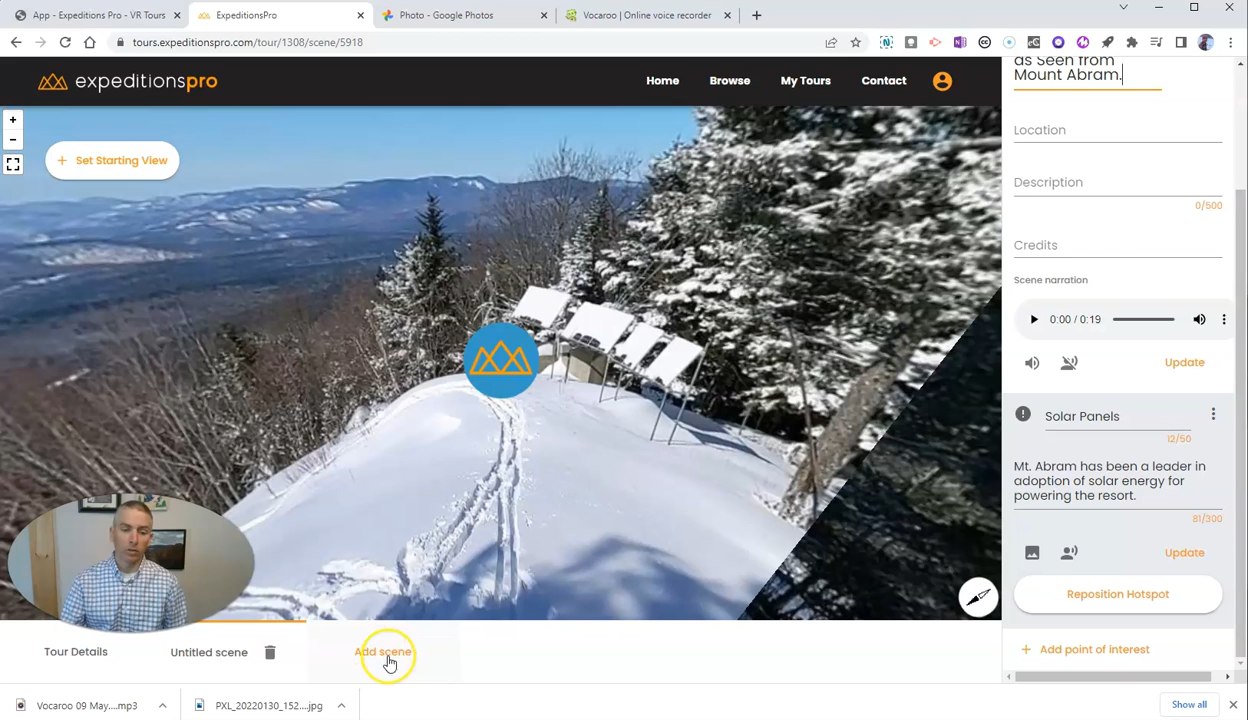 App - Expeditions Pro - VR Tours
ExpeditionsPro
Photo - Google Photos
Vocaroo | Online voice recorder
tours.expeditionspro.com/tour/1308/scene/5918
expeditionspro
Home
Browse
My Tours
Contact
+
-
+ Set Starting View
as Seen from
Mount Abram.
Location
Description
0/500
Credits
Scene narration
0:00 / 0:19
Update
Solar Panels
12/50
Mt. Abram has been a leader in
adoption of solar energy for
powering the resort.
81/300
Update
Reposition Hotspot
+ Add point of interest
Tour Details
Untitled scene
Add scene
Vocaroo 09 May....mp3
PXL_20220130_152....jpg
Show all